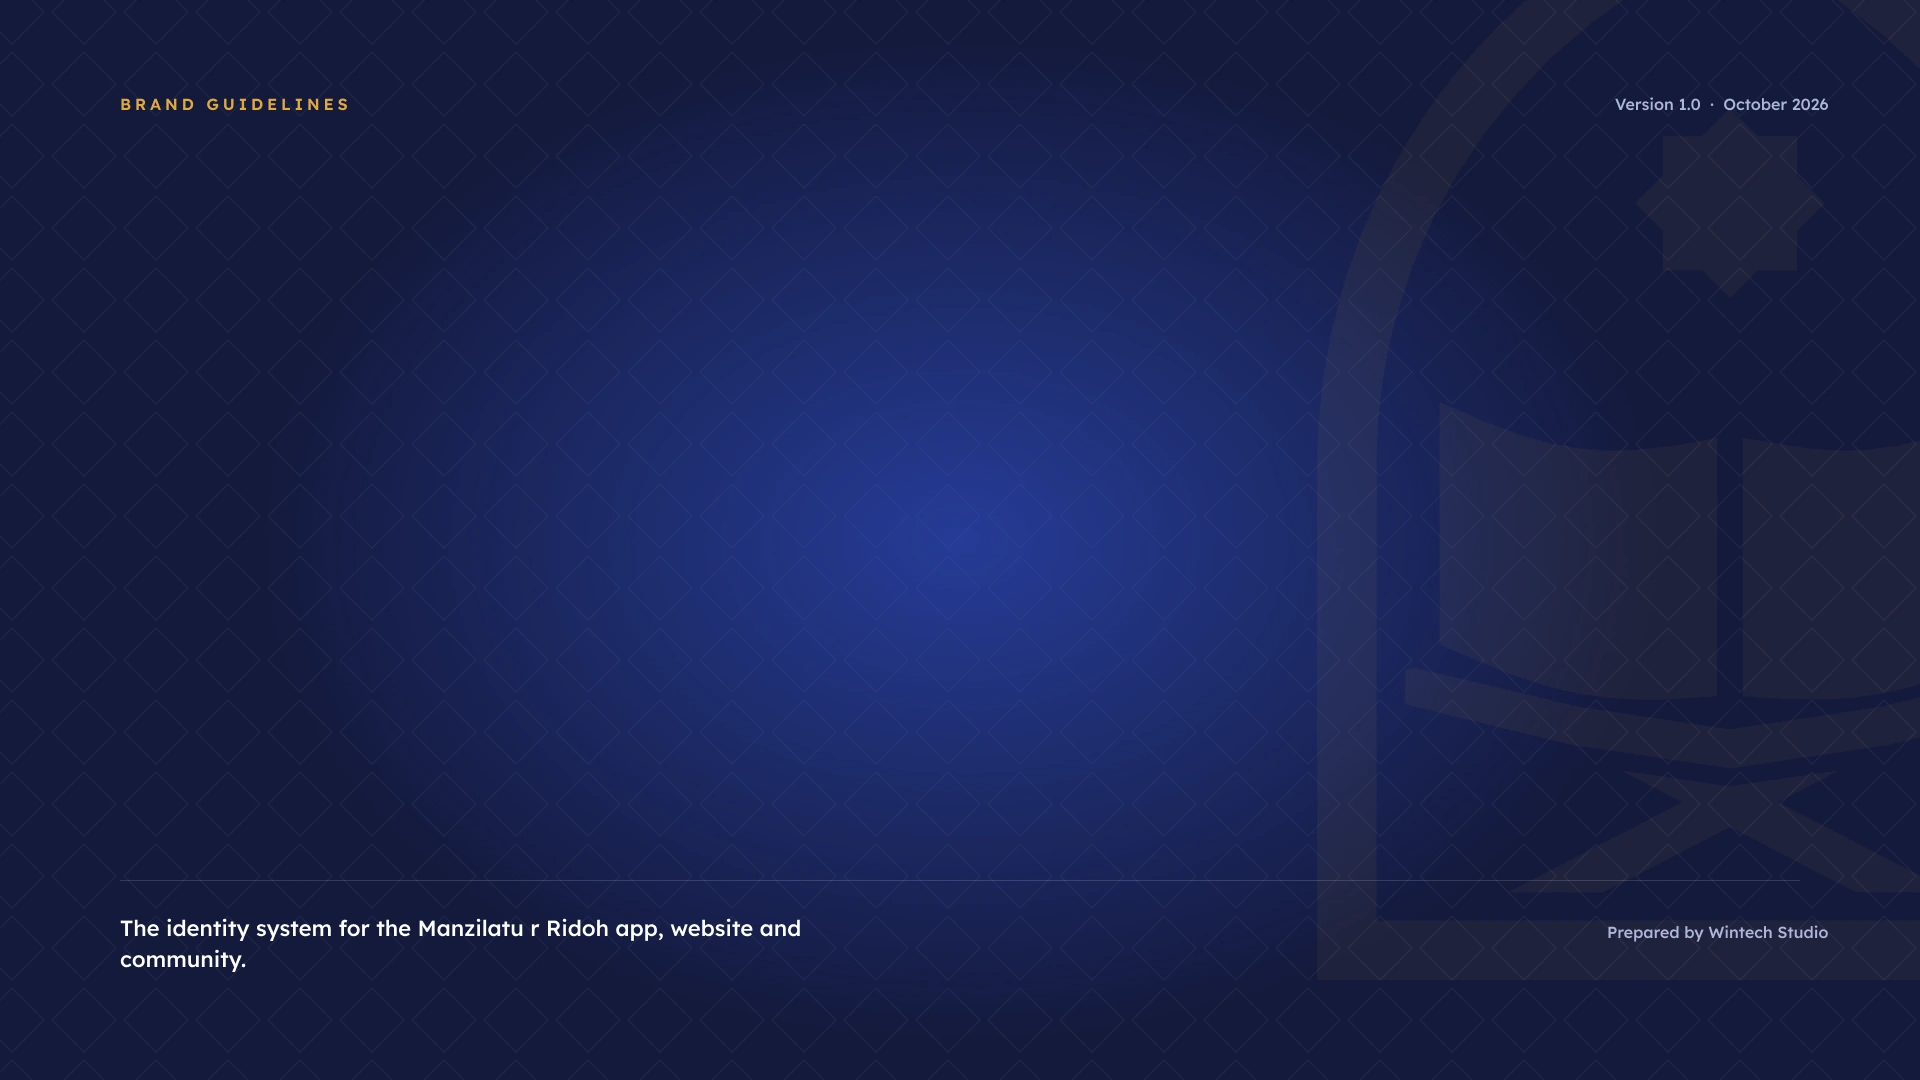 BRAND GUIDELINES
Version 1.0 · October 2026
The identity system for the Manzilatu r Ridoh app, website and
community.
Prepared by Wintech Studio